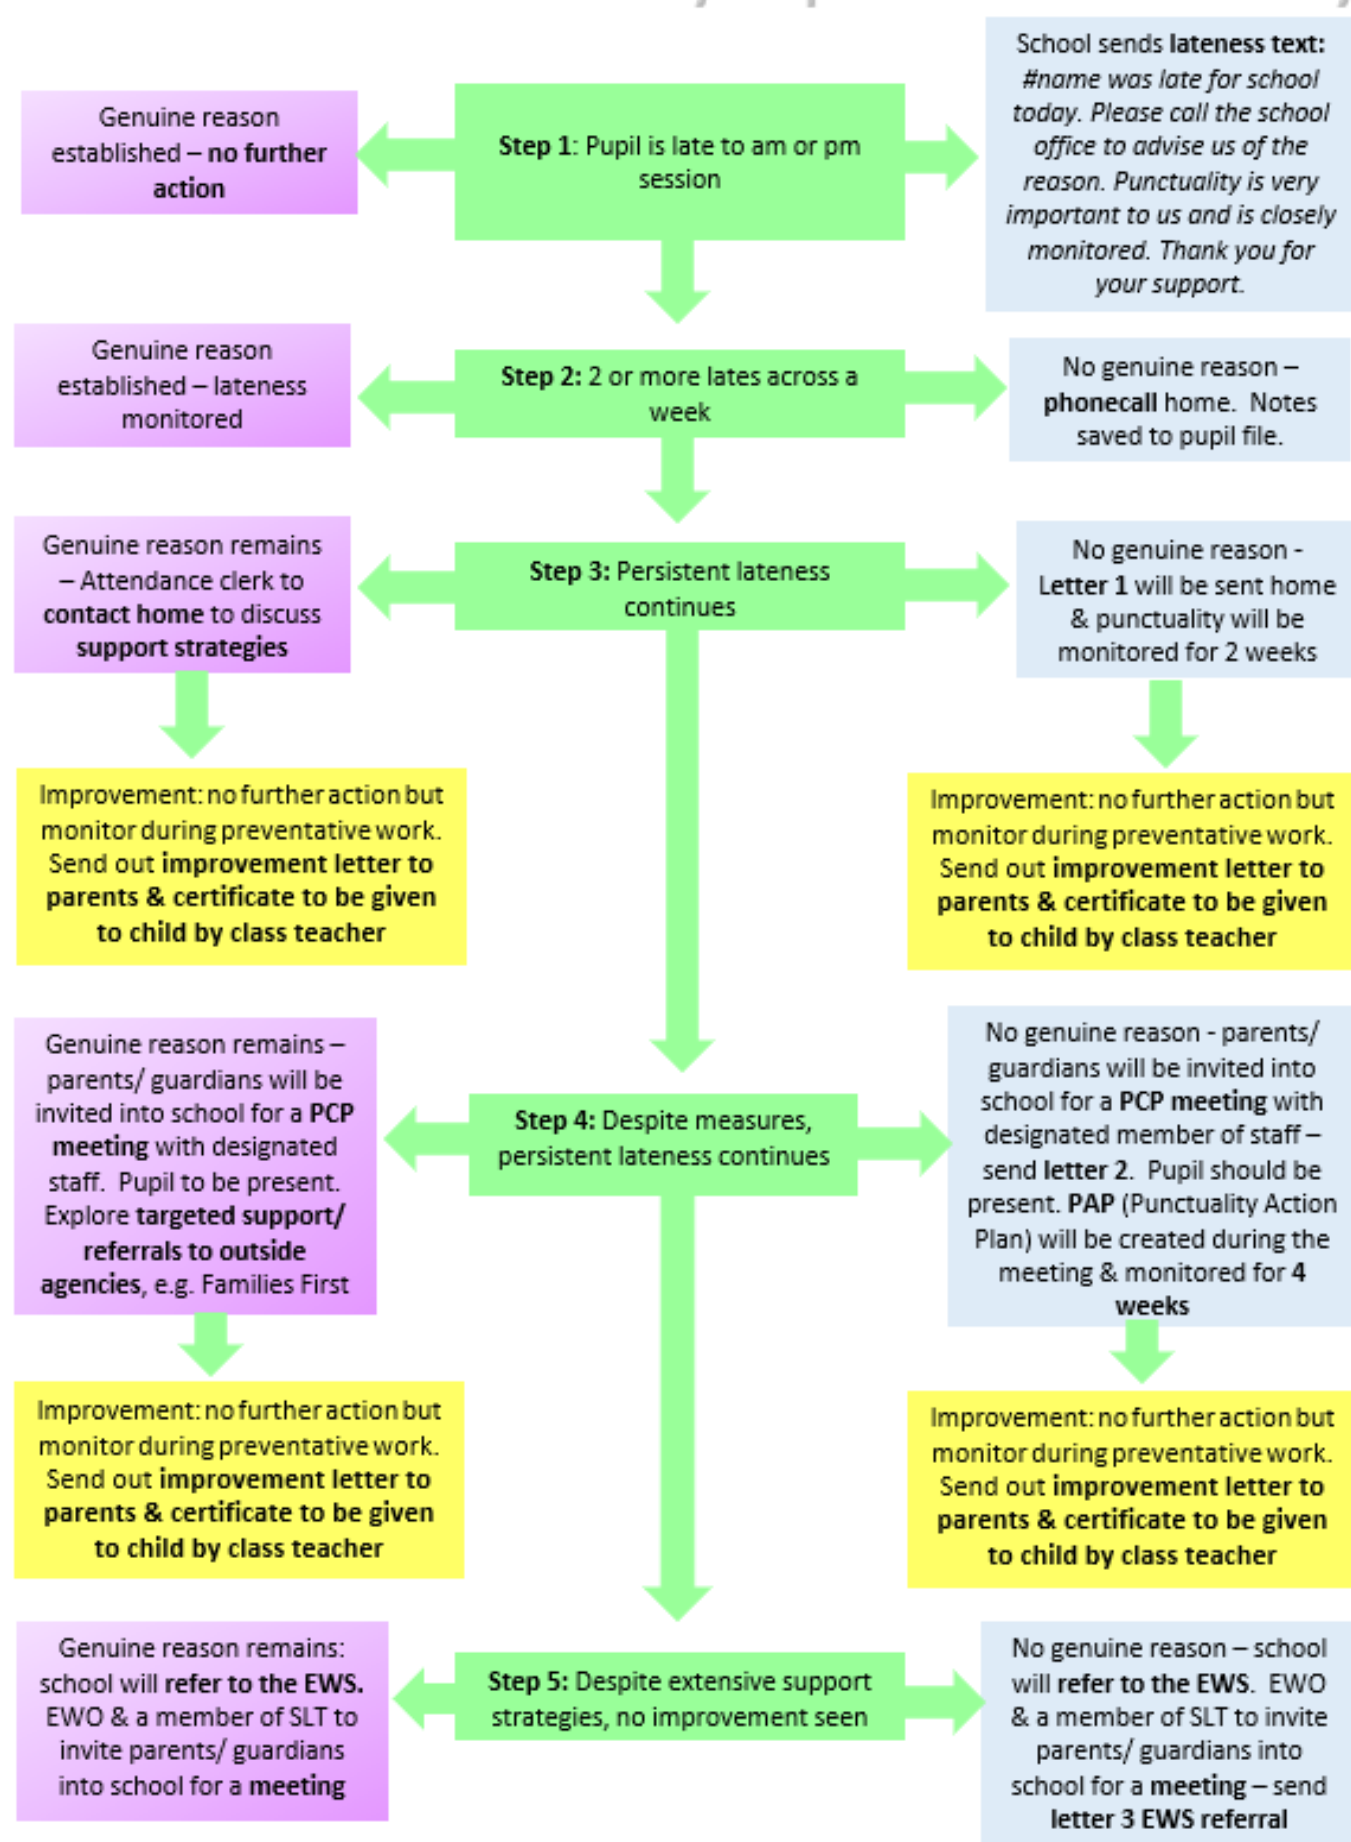 Genuine reason
established – no further
action
Step 1: Pupil is late to am or pm
session
School sends lateness text:
#name was late for school
today. Please call the school
office to advise us of the
reason. Punctuality is very
important to us and is closely
monitored. Thank you for
your support.
Genuine reason
established – lateness
monitored
Step 2: 2 or more lates across a
week
No genuine reason –
phonecall home. Notes
saved to pupil file.
Genuine reason remains
– Attendance clerk to
contact home to discuss
support strategies
Step 3: Persistent lateness
continues
No genuine reason -
Letter 1 will be sent home
& punctuality will be
monitored for 2 weeks
Improvement: no further action but
monitor during preventative work.
Send out improvement letter to
parents & certificate to be given
to child by class teacher
Improvement: no further action but
monitor during preventative work.
Send out improvement letter to
parents & certificate to be given
to child by class teacher
Genuine reason remains –
parents/ guardians will be
invited into school for a PCP
meeting with designated
staff. Pupil to be present.
Explore targeted support/
referrals to outside
agencies, e.g. Families First
Step 4: Despite measures,
persistent lateness continues
No genuine reason - parents/
guardians will be invited into
school for a PCP meeting with
designated member of staff –
send letter 2. Pupil should be
present. PAP (Punctuality Action
Plan) will be created during the
meeting & monitored for 4
weeks
Improvement: no further action but
monitor during preventative work.
Send out improvement letter to
parents & certificate to be given
to child by class teacher
Improvement: no further action but
monitor during preventative work.
Send out improvement letter to
parents & certificate to be given
to child by class teacher
Genuine reason remains:
school will refer to the EWS.
EWO & a member of SLT to
invite parents/ guardians
into school for a meeting
Step 5: Despite extensive support
strategies, no improvement seen
No genuine reason – school
will refer to the EWS. EWO
& a member of SLT to invite
parents/ guardians into
school for a meeting – send
letter 3 EWS referral